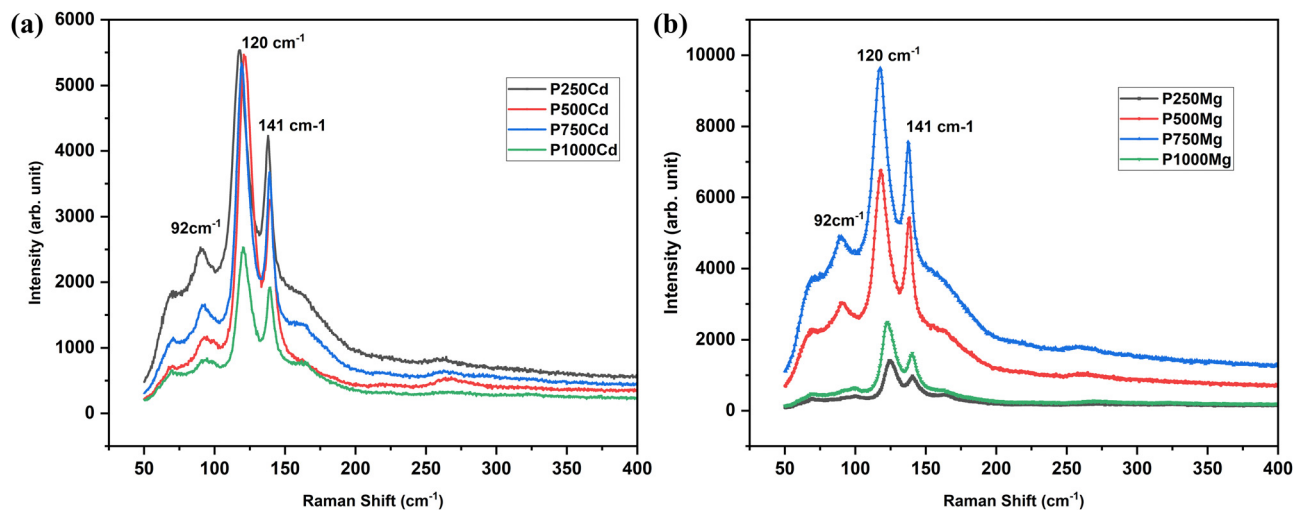 (a)
6000
5000
4000
3000
2000
1000
0
Intensity (arb. unit)
120 cm-1
141 cm-1
92cm-1
P250Cd
P500Cd
P750Cd
P1000Cd
50 100 150 200 250 300 350 400
Raman Shift (cm-1)
(b)
10000
8000
6000
4000
2000
0
Intensity (arb. unit)
120 cm-1
141 cm-1
92cm-1
P250Mg
P500Mg
P750Mg
P1000Mg
50 100 150 200 250 300 350 400
Raman Shift (cm-1)